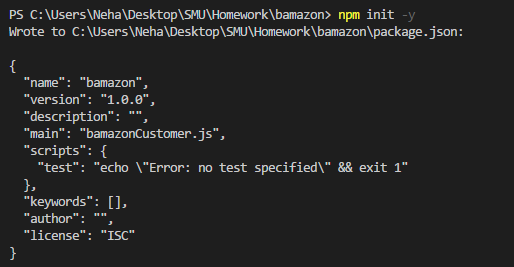 PS C:\Users\Neha\Desktop\SMU\Homework\bamazon> npm init -y
Wrote to C:\Users\Neha\Desktop\SMU\Homework\bamazon\package.json:
{
"name": "bamazon",
"version": "1.0.0",
"description": "",
"main": "bamazonCustomer.js",
"scripts": {
"test": "echo \"Error: no test specified\" && exit 1"
},
"keywords": [],
"author": "",
"license": "ISC"
}